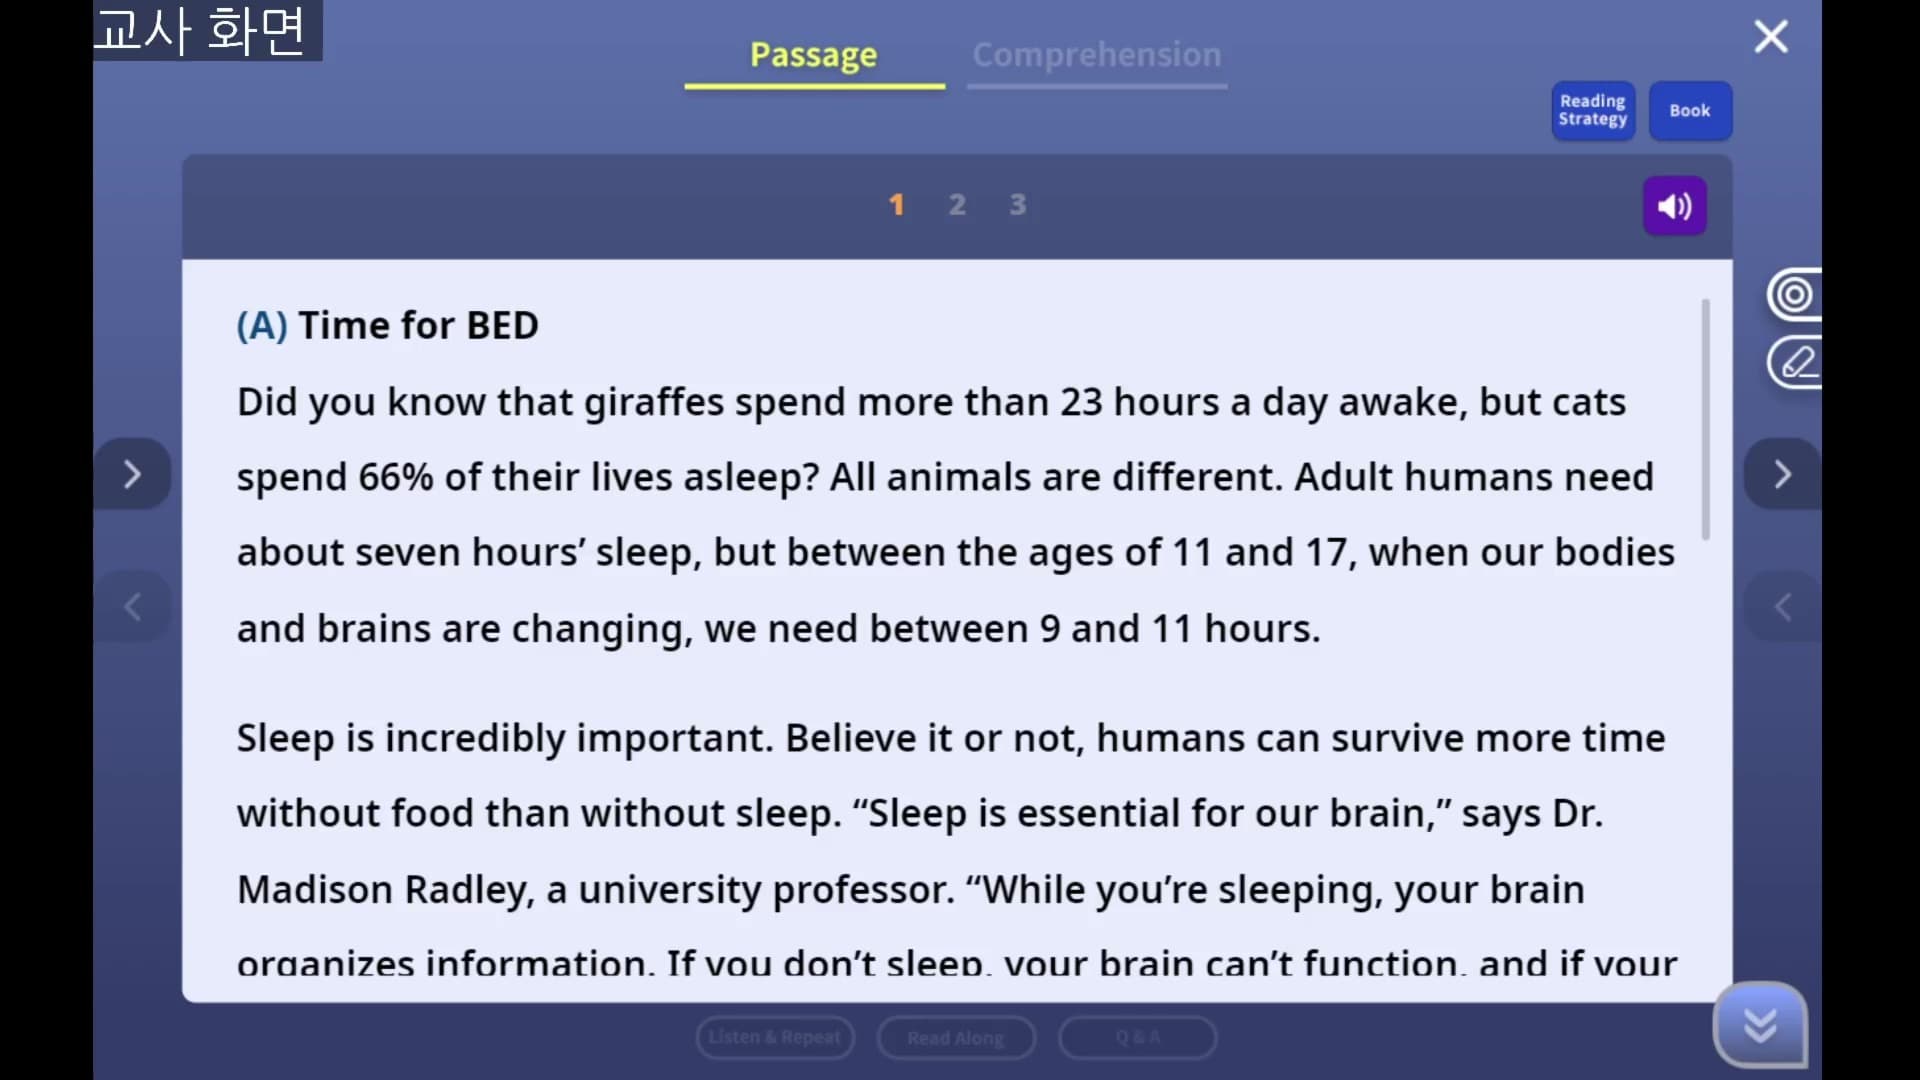 교사 화면
Passage
Comprehension
Reading
Strategy
Book
1 2 3
(A) Time for BED
Did you know that giraffes spend more than 23 hours a day awake, but cats
spend 66% of their lives asleep? All animals are different. Adult humans need
about seven hours’ sleep, but between the ages of 11 and 17, when our bodies
and brains are changing, we need between 9 and 11 hours.
Sleep is incredibly important. Believe it or not, humans can survive more time
without food than without sleep. “Sleep is essential for our brain,” says Dr.
Madison Radley, a university professor. “While you’re sleeping, your brain
organizes information. If you don’t sleep, your brain can’t function, and if your
Listen & Repeat
Read Along
Q & A